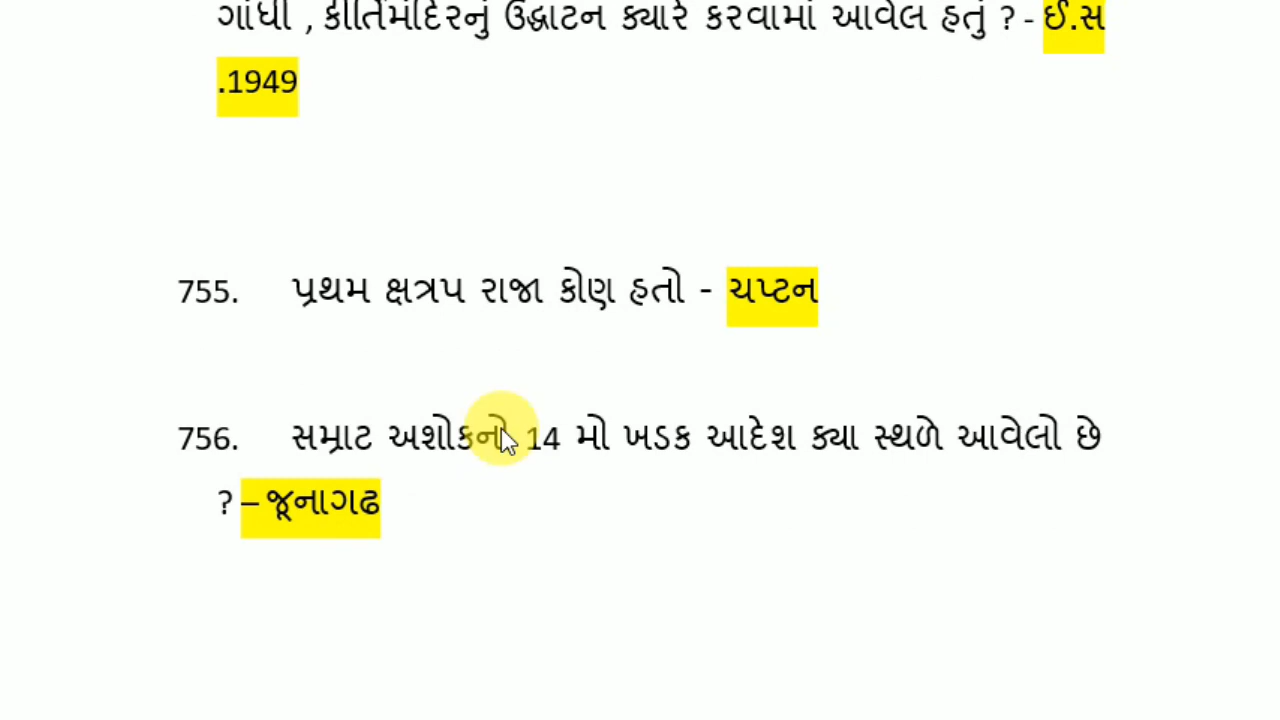 ગાંધી , કીર્તિમંદિરનું ઉદ્ઘાટન ક્યારે કરવામાં આવેલ હતું ? - ઈ.સ
.1949
755. પ્રથમ ક્ષત્રપ રાજા કોણ હતો - ચપ્ટન
756. સમ્રાટ અશોકનો 14 મો ખડક આદેશ ક્યા સ્થળે આવેલો છે
? – જૂનાગઢ